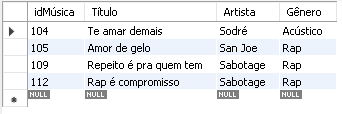 idMúsica Título Artista Gênero
104 Te amar demais Sodré Acústico
105 Amor de gelo San Joe Rap
109 Repeito é pra quem tem Sabotage Rap
112 Rap é compromisso Sabotage Rap
NULL NULL NULL NULL